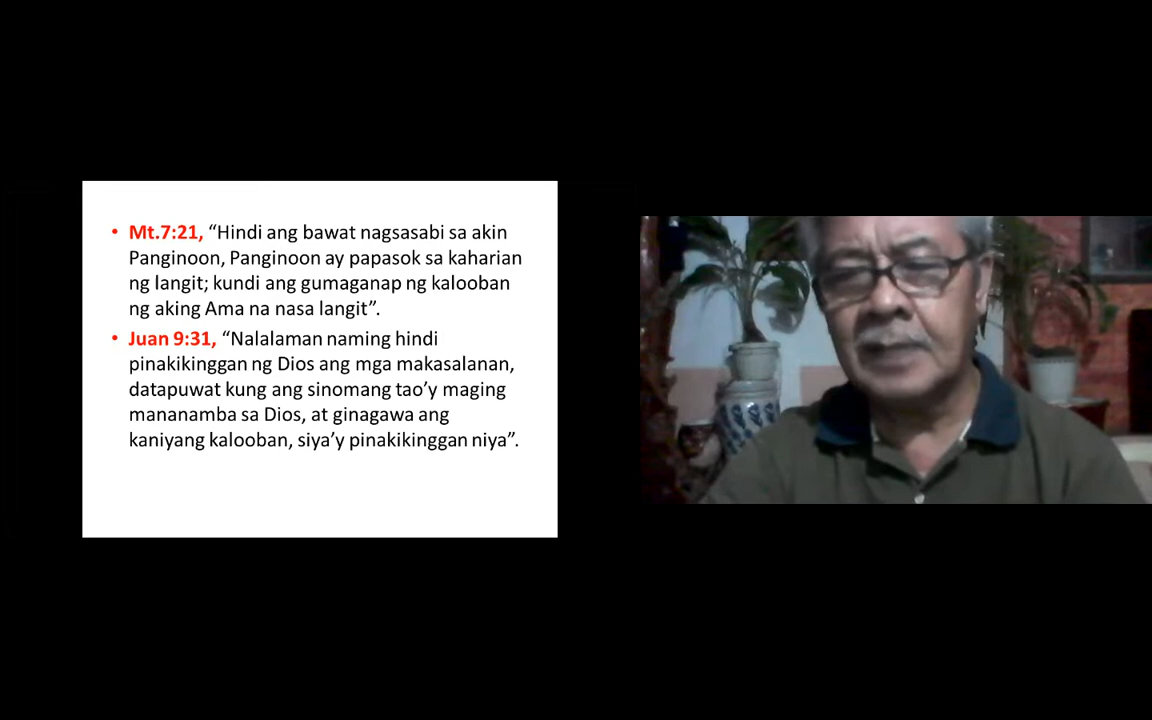 • Mt.7:21, “Hindi ang bawat nagsasabi sa akin
Panginoon, Panginoon ay papasok sa kaharian
ng langit; kundi ang gumaganap ng kalooban
ng aking Ama na nasa langit”.
• Juan 9:31, “Nalalaman naming hindi
pinakikinggan ng Dios ang mga makasalanan,
datapuwat kung ang sinomang tao’y maging
mananamba sa Dios, at ginagawa ang
kaniyang kalooban, siya’y pinakikinggan niya”.